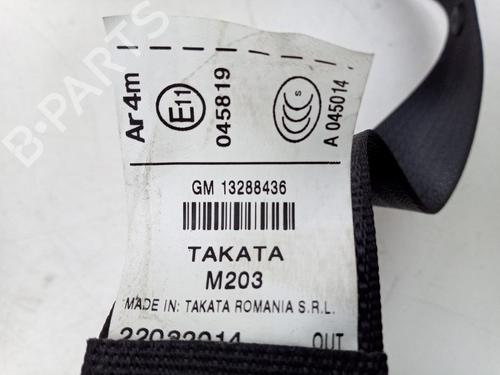 B-PARTS
Ar4m
E11
045819
S
A 045014
GM 13288436
TAKATA
M203
MADE IN: TAKATA ROMANIA S.R.L.
OUT